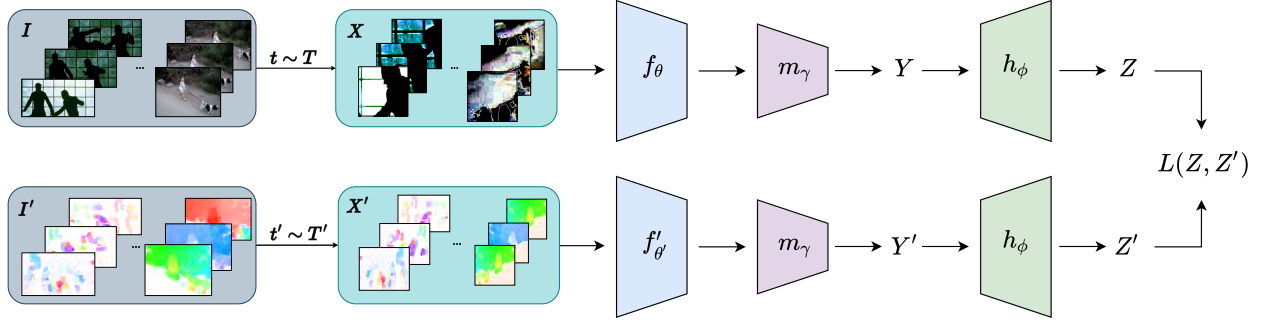 I
...
t ~ T
X
...
f_θ
m_γ
Y
h_ϕ
Z
L(Z, Z′)
I′
...
t′ ~ T′
X′
...
f′_θ′
m_γ
Y′
h_ϕ
Z′